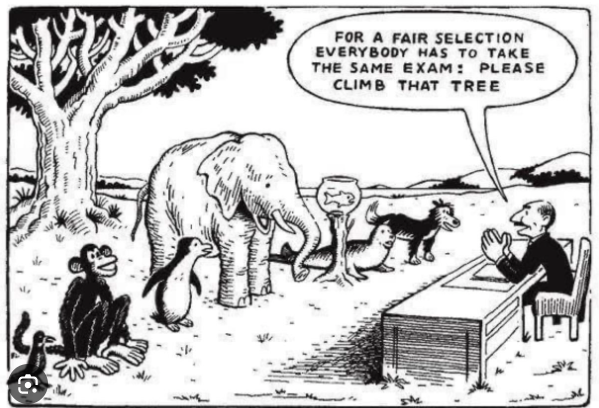 FOR A FAIR SELECTION
EVERYBODY HAS TO TAKE
THE SAME EXAM: PLEASE
CLIMB THAT TREE